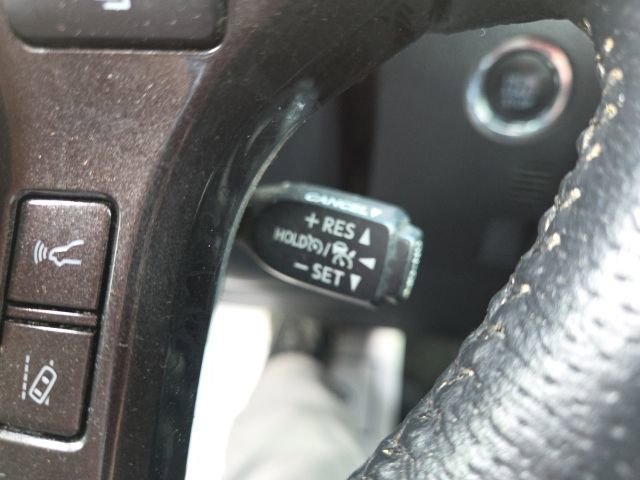 CANCEL
+ RES ▲
HOLD / ◄
− SET ▼